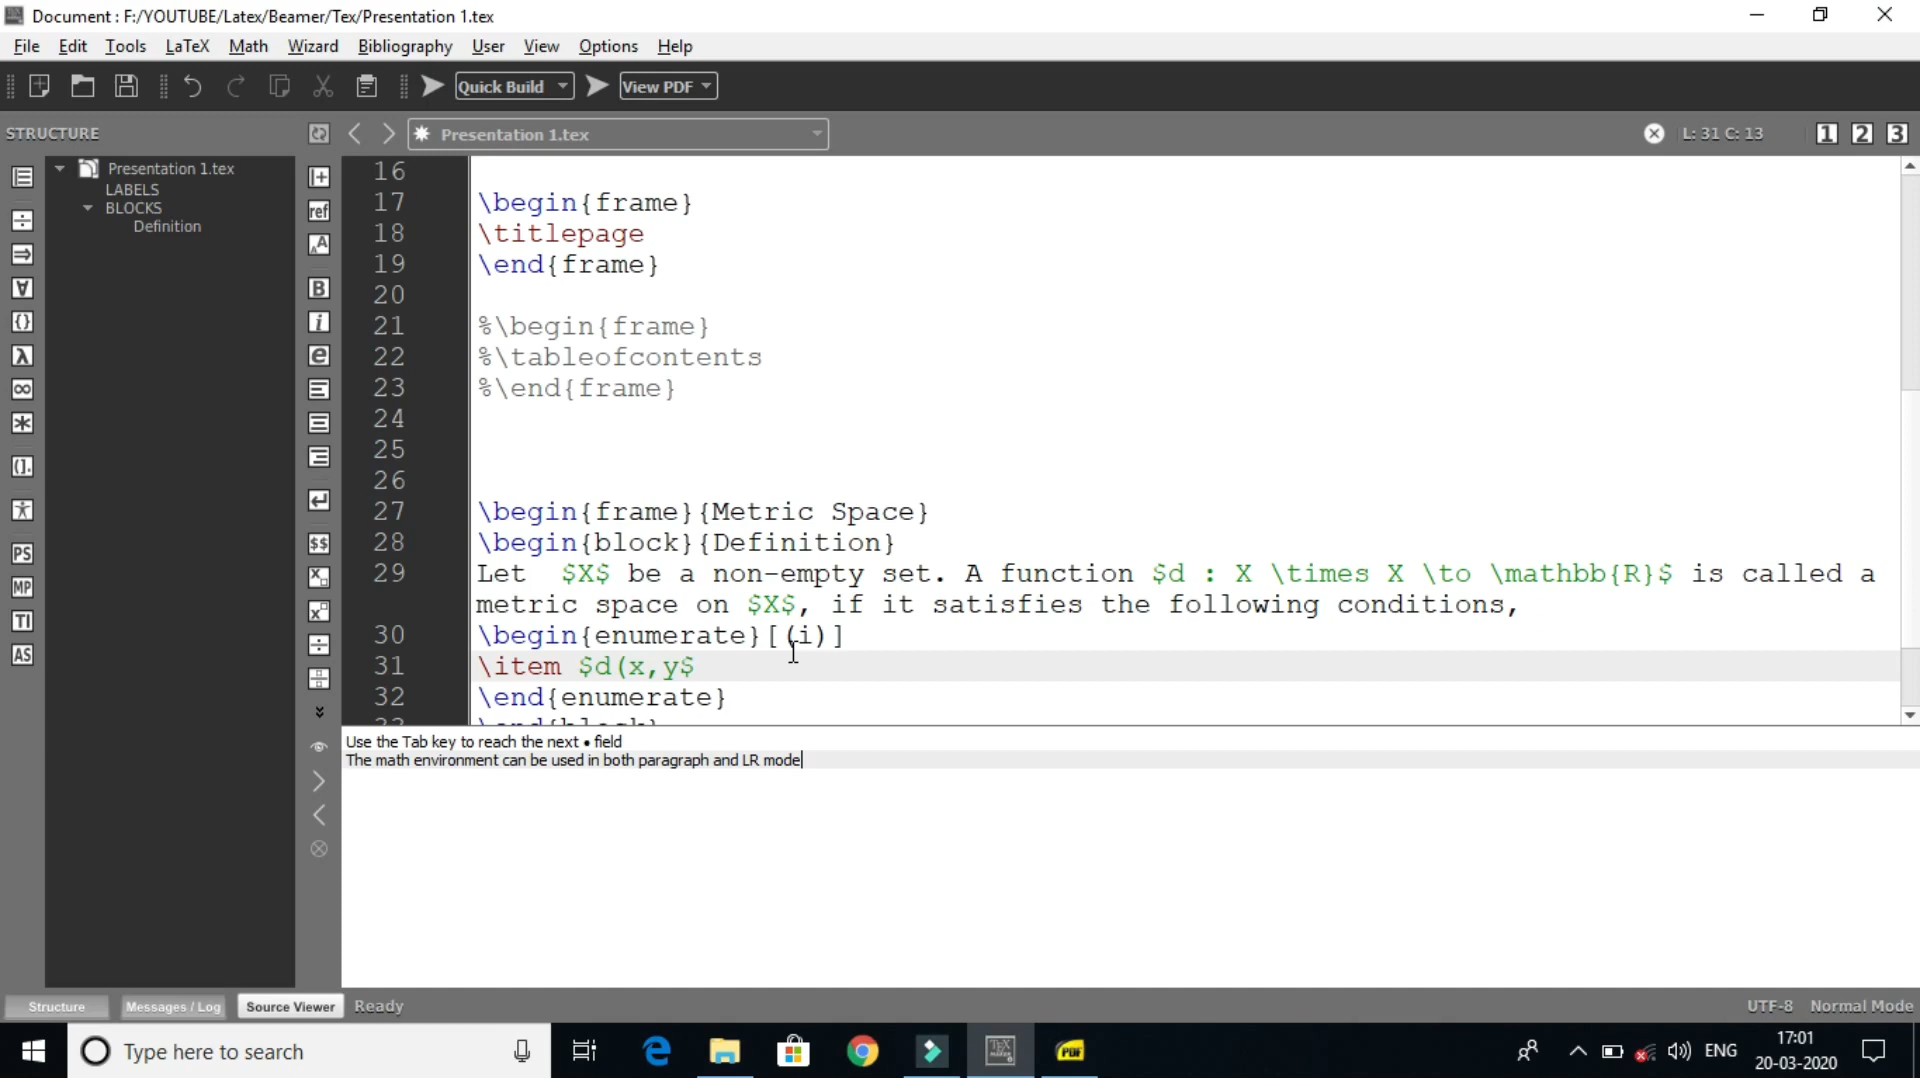 Document : F:/YOUTUBE/Latex/Beamer/Tex/Presentation 1.tex
File Edit Tools LaTeX Math Wizard Bibliography User View Options Help
Quick Build View PDF
STRUCTURE Presentation 1.tex L: 31 C: 13 1 2 3
Presentation 1.tex
LABELS
BLOCKS
Definition
16
17 \begin{frame}
18 \titlepage
19 \end{frame}
20
21 %\begin{frame}
22 %\tableofcontents
23 %\end{frame}
24
25
26
27 \begin{frame}{Metric Space}
28 \begin{block}{Definition}
29 Let  $X$ be a non-empty set. A function $d : X \times X \to \mathbb{R}$ is called a
metric space on $X$, if it satisfies the following conditions,
30 \begin{enumerate}[(i)]
31 \item $d(x,y$
32 \end{enumerate}
33 \end{block}
Use the Tab key to reach the next • field
The math environment can be used in both paragraph and LR mode
Structure Messages / Log Source Viewer Ready UTF-8 Normal Mode
Type here to search ENG 17:01
20-03-2020